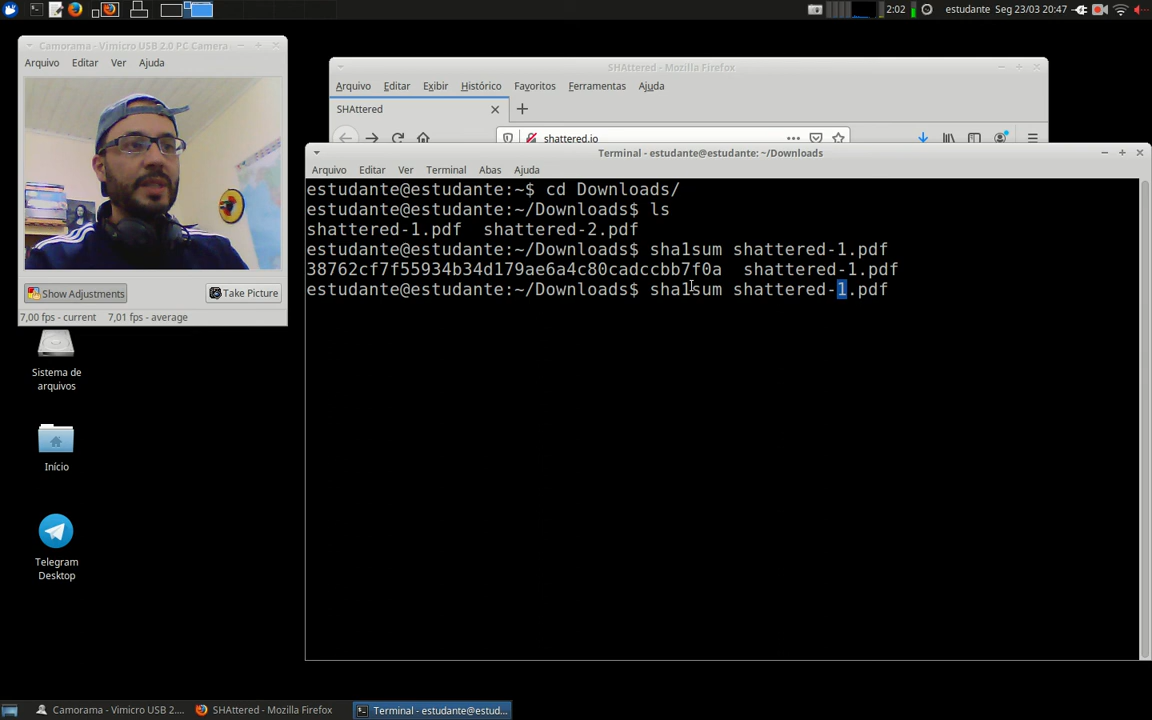 2:02
estudante Seg 23/03 20:47
Camorama - Vimicro USB 2.0 PC Camera
Arquivo Editar Ver Ajuda
Show Adjustments
Take Picture
7,00 fps - current 7,01 fps - average
Sistema de
arquivos
Início
Telegram
Desktop
SHAttered - Mozilla Firefox
Arquivo Editar Exibir Histórico Favoritos Ferramentas Ajuda
SHAttered
shattered.io
Terminal - estudante@estudante: ~/Downloads
Arquivo Editar Ver Terminal Abas Ajuda
estudante@estudante:~$ cd Downloads/
estudante@estudante:~/Downloads$ ls
shattered-1.pdf shattered-2.pdf
estudante@estudante:~/Downloads$ sha1sum shattered-1.pdf
38762cf7f55934b34d179ae6a4c80cadccbb7f0a shattered-1.pdf
estudante@estudante:~/Downloads$ sha1sum shattered-1.pdf
Camorama - Vimicro USB 2....
SHAttered - Mozilla Firefox
Terminal - estudante@estud...